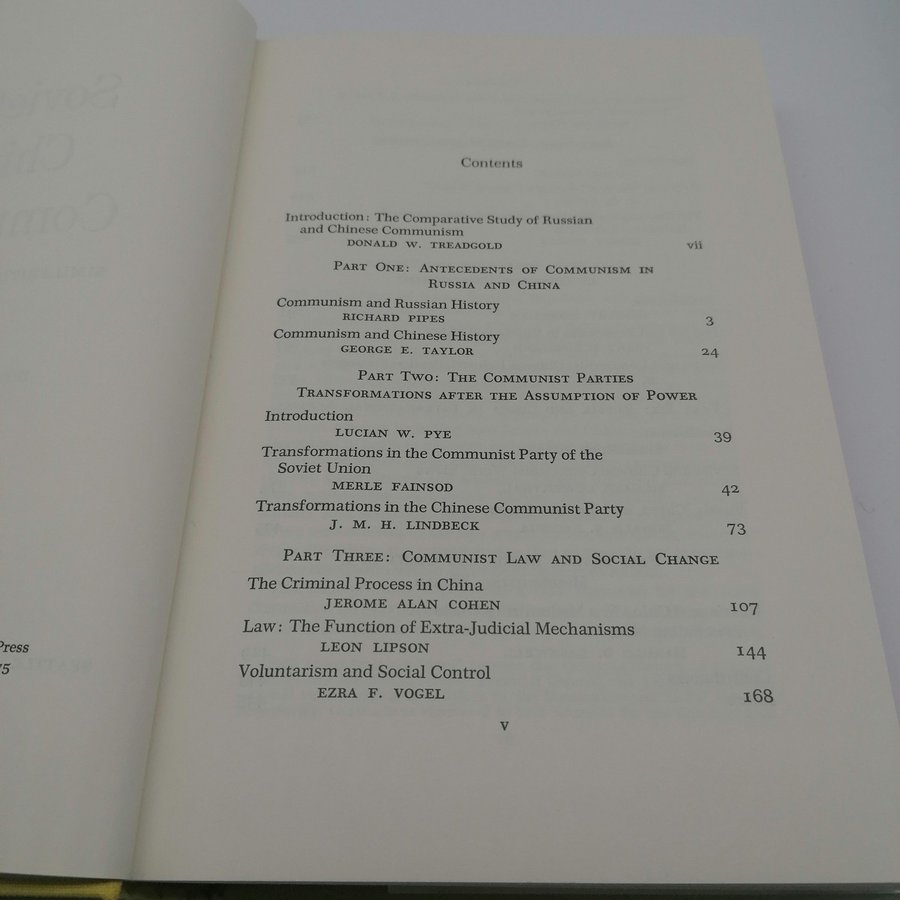 Press
75
Contents
Introduction: The Comparative Study of Russian
and Chinese Communism
DONALD W. TREADGOLD vii
PART ONE: ANTECEDENTS OF COMMUNISM IN
RUSSIA AND CHINA
Communism and Russian History
RICHARD PIPES 3
Communism and Chinese History
GEORGE E. TAYLOR 24
PART TWO: THE COMMUNIST PARTIES
TRANSFORMATIONS AFTER THE ASSUMPTION OF POWER
Introduction
LUCIAN W. PYE 39
Transformations in the Communist Party of the
Soviet Union
MERLE FAINSOD 42
Transformations in the Chinese Communist Party
J. M. H. LINDBECK 73
PART THREE: COMMUNIST LAW AND SOCIAL CHANGE
The Criminal Process in China
JEROME ALAN COHEN 107
Law: The Function of Extra-Judicial Mechanisms
LEON LIPSON 144
Voluntarism and Social Control
EZRA F. VOGEL 168
v